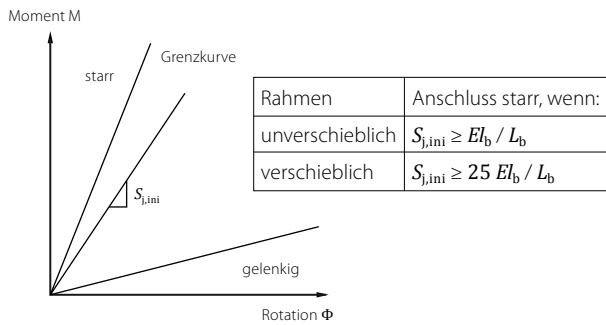 Moment M
starr
Grenzkurve
Rahmen Anschluss starr, wenn:
unverschieblich S_j,ini ≥ EI_b / L_b
verschieblich S_j,ini ≥ 25 EI_b / L_b
S_j,ini
gelenkig
Rotation Φ